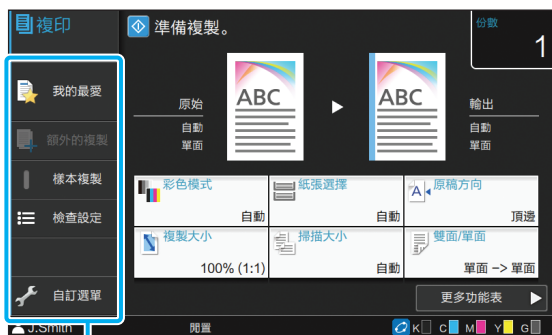 複印
準備複製。
份數
1
我的最愛
額外的複製
樣本複製
檢查設定
自訂選單
原始
自動
單面
ABC
ABC
輸出
自動
單面
彩色模式
自動
紙張選擇
自動
A
原稿方向
頂邊
複製大小
100% (1:1)
掃描大小
自動
雙面/單面
單面 –> 單面
更多功能表
J.Smith
閒置
K C M Y G